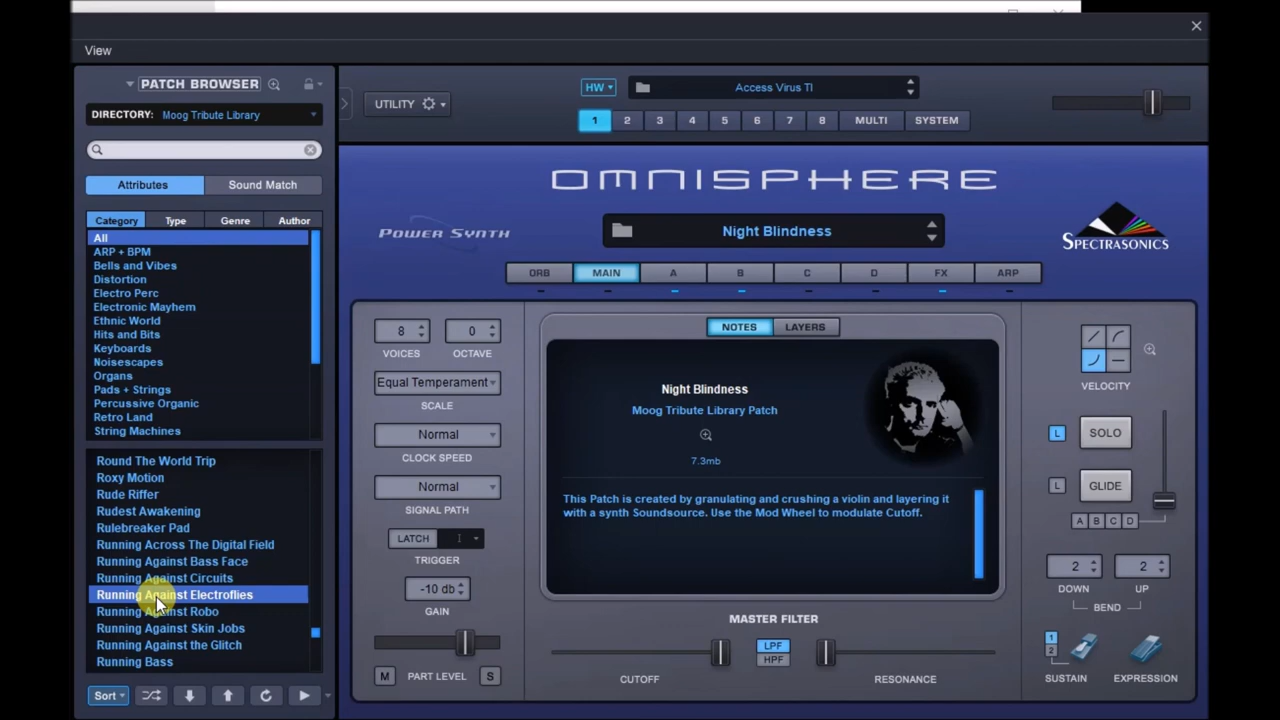 View
PATCH BROWSER
DIRECTORY: Moog Tribute Library
Attributes
Sound Match
Category
Type
Genre
Author
All
ARP + BPM
Bells and Vibes
Distortion
Electro Perc
Electronic Mayhem
Ethnic World
Hits and Bits
Keyboards
Noisescapes
Organs
Pads + Strings
Percussive Organic
Retro Land
String Machines
Round The World Trip
Roxy Motion
Rude Riffer
Rudest Awakening
Rulebreaker Pad
Running Across The Digital Field
Running Against Bass Face
Running Against Circuits
Running Against Electroflies
Running Against Robo
Running Against Skin Jobs
Running Against the Glitch
Running Bass
Sort
UTILITY
HW
Access Virus TI
1 2 3 4 5 6 7 8 MULTI SYSTEM
OMNISPHERE
POWER SYNTH
Night Blindness
SPECTRASONICS
ORB MAIN A B C D FX ARP
8
0
VOICES
OCTAVE
Equal Temperament
SCALE
Normal
CLOCK SPEED
Normal
SIGNAL PATH
LATCH
TRIGGER
-10 db
GAIN
M
PART LEVEL
S
NOTES
LAYERS
Night Blindness
Moog Tribute Library Patch
7.3mb
This Patch is created by granulating and crushing a violin and layering it
with a synth Soundsource. Use the Mod Wheel to modulate Cutoff.
MASTER FILTER
LPF
HPF
CUTOFF
RESONANCE
VELOCITY
L
SOLO
L
GLIDE
A B C D
2
2
DOWN
UP
BEND
1
2
SUSTAIN
EXPRESSION